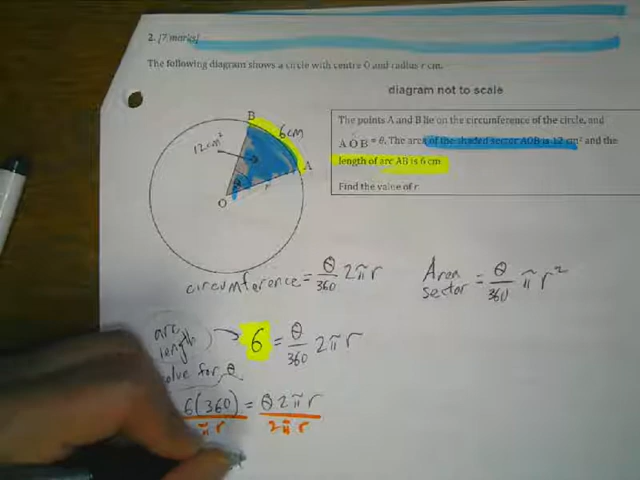 2. [7 marks]
The following diagram shows a circle with centre O and radius r cm.
diagram not to scale
B
6cm
12cm²
A
θ
r
O
The points A and B lie on the circumference of the circle, and
AÔB = θ. The area of the shaded sector AOB is 12 cm² and the
length of arc AB is 6 cm
Find the value of r
circumference = θ/360 2πr
Area sector = θ/360 πr²
arc length
6 = θ/360 2πr
solve for θ
6(360) = θ2πr
πr 2πr